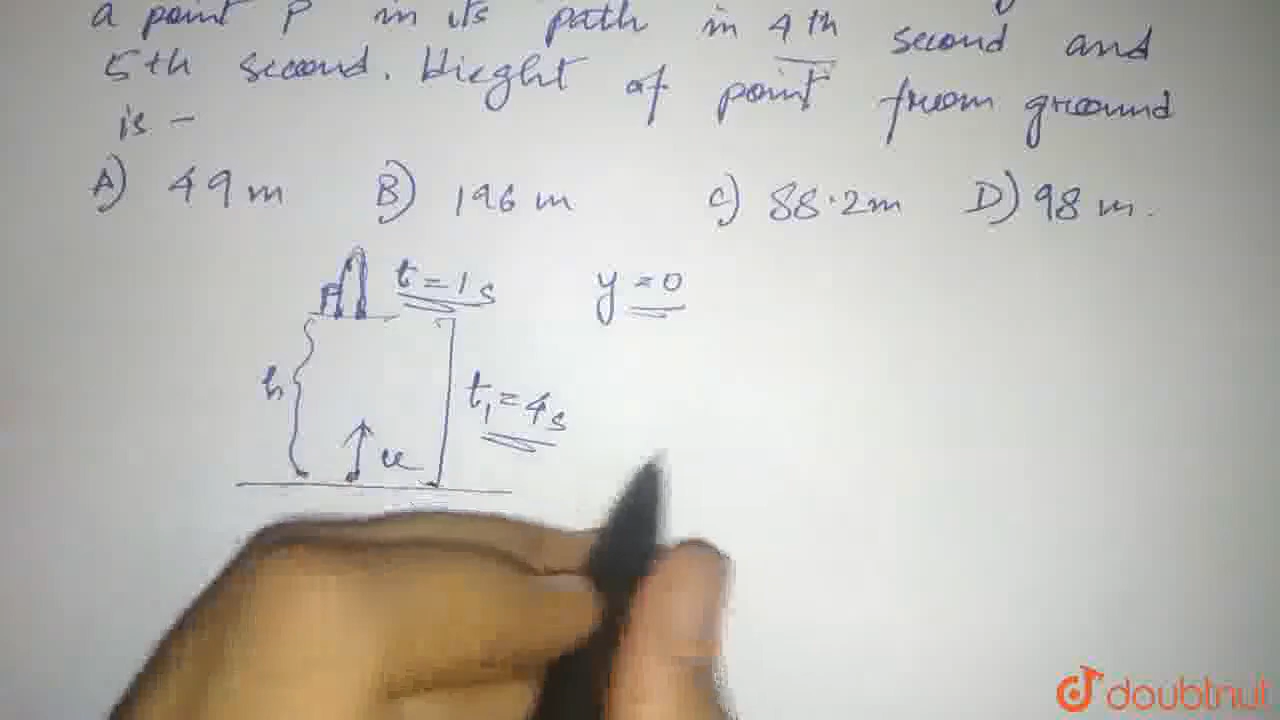 a point P in its path in 4th second and
5th second. Hieght of point from ground
is -
A) 49 m B) 196 m C) 88.2m D) 98 m.
t = 1s y = 0
h t₁ = 4s
u
doubtnut